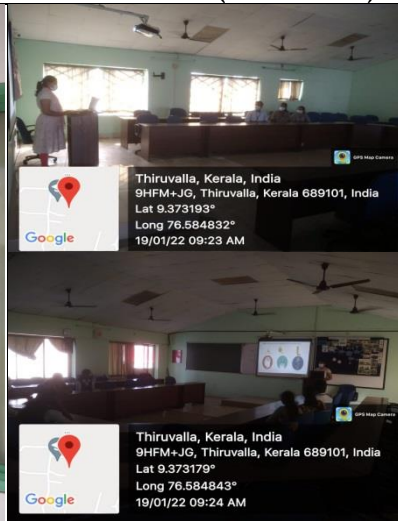 GPS Map Camera
Thiruvalla, Kerala, India
9HFM+JG, Thiruvalla, Kerala 689101, India
Lat 9.373193°
Long 76.584832°
19/01/22 09:23 AM
Google
GPS Map Camera
Thiruvalla, Kerala, India
9HFM+JG, Thiruvalla, Kerala 689101, India
Lat 9.373179°
Long 76.584843°
19/01/22 09:24 AM
Google